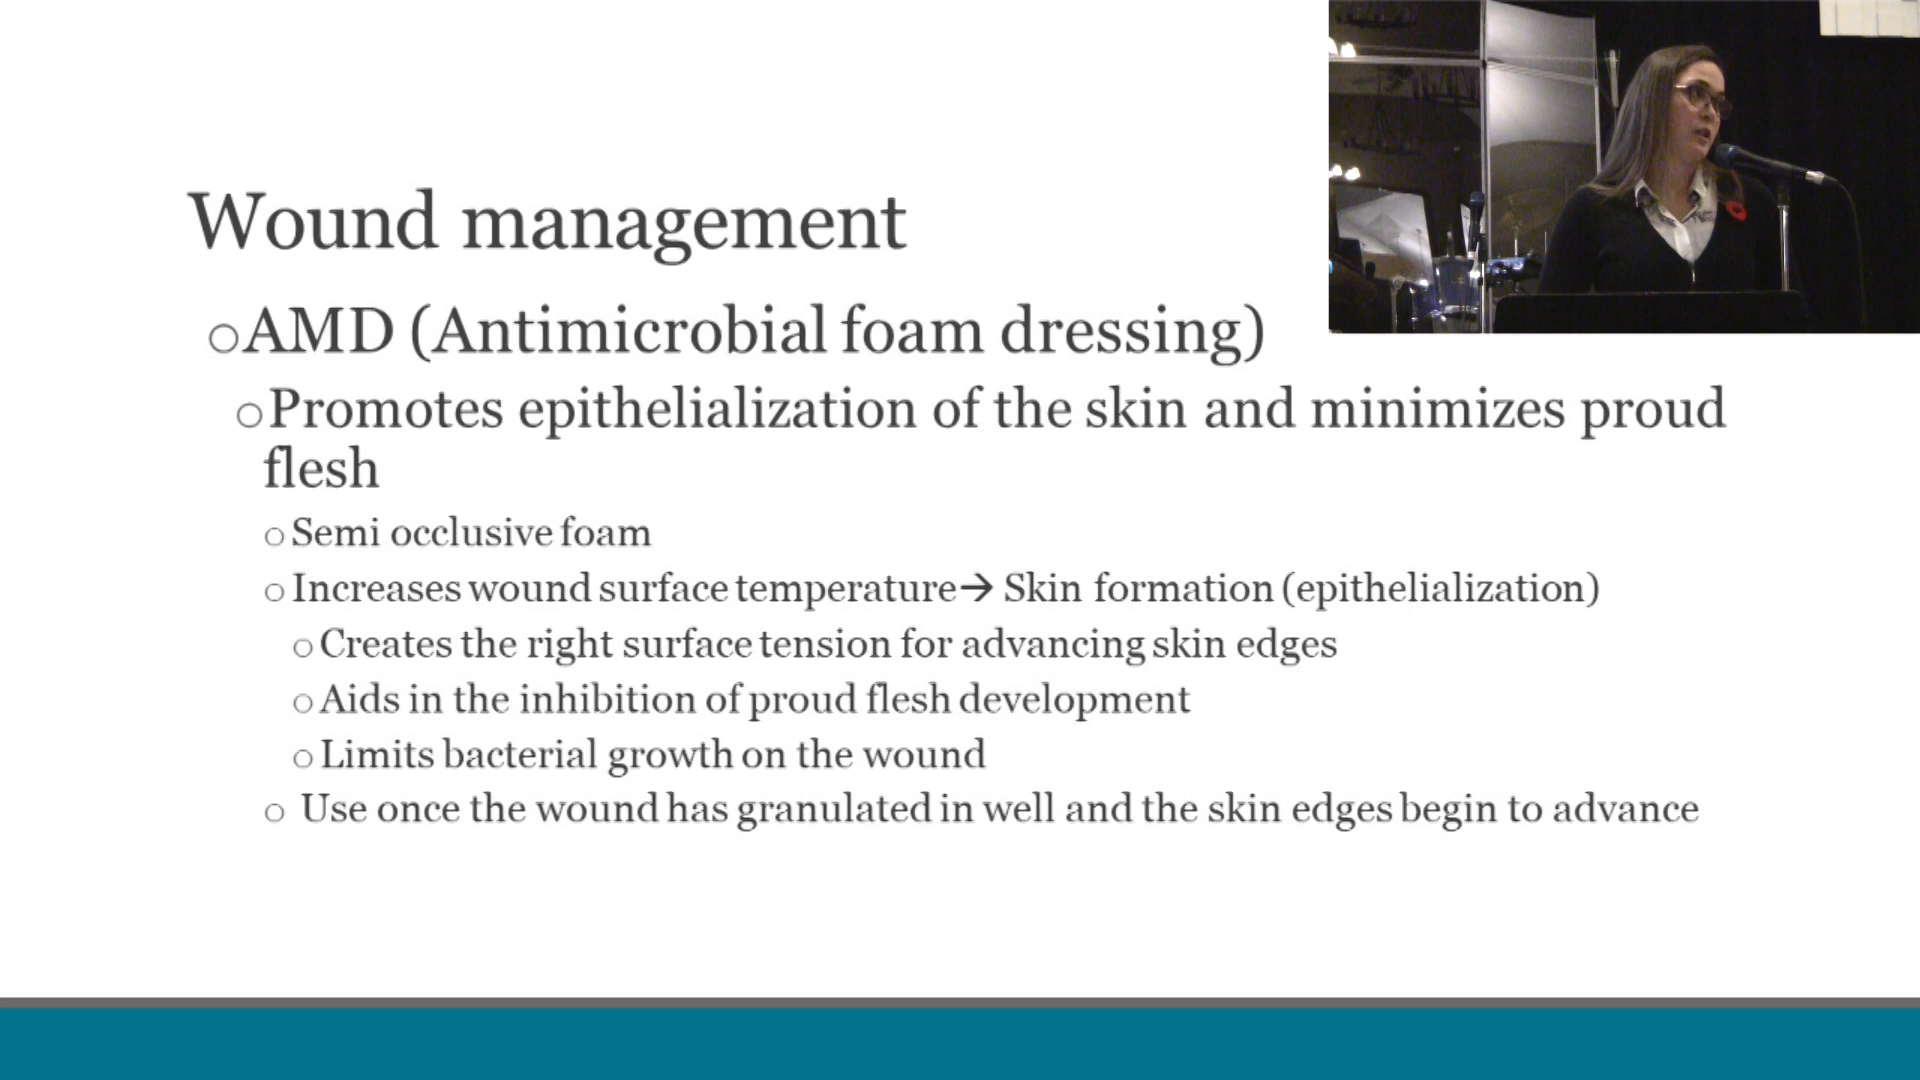 Wound management
oAMD (Antimicrobial foam dressing)
oPromotes epithelialization of the skin and minimizes proud
flesh
o Semi occlusive foam
o Increases wound surface temperature→ Skin formation (epithelialization)
o Creates the right surface tension for advancing skin edges
o Aids in the inhibition of proud flesh development
o Limits bacterial growth on the wound
o Use once the wound has granulated in well and the skin edges begin to advance